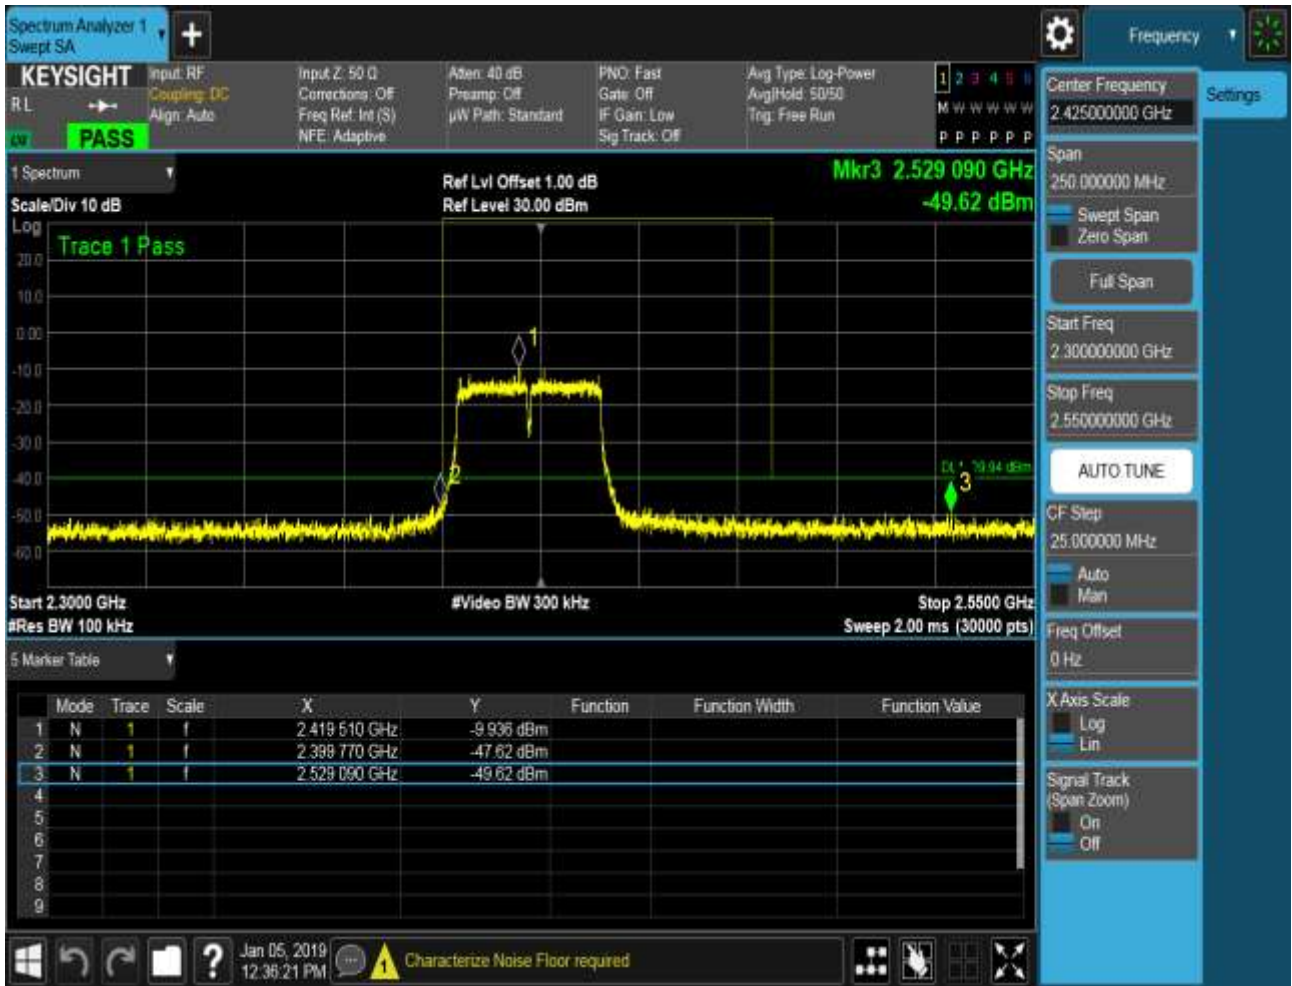 Spectrum Analyzer 1
Swept SA
Frequency
KEYSIGHT
R L
PASS
Input: RF
Coupling: DC
Align: Auto
Input Z: 50 Ω
Corrections: Off
Freq Ref: Int (S)
NFE: Adaptive
Atten: 40 dB
Preamp: Off
µW Path: Standard
PNO: Fast
Gate: Off
IF Gain: Low
Sig Track: Off
Avg Type: Log-Power
Avg|Hold: 50/50
Trig: Free Run
1 2 3 4 5 6
M W W W W W
P P P P P P
1 Spectrum
Scale/Div 10 dB
Ref Lvl Offset 1.00 dB
Ref Level 30.00 dBm
Mkr3 2.529 090 GHz
-49.62 dBm
Log
Trace 1 Pass
20.0
10.0
0.00
-10.0
-20.0
-30.0
-40.0
-50.0
-60.0
1
2
3
Start 2.3000 GHz
#Video BW 300 kHz
Stop 2.5500 GHz
#Res BW 100 kHz
Sweep 2.00 ms (30000 pts)
5 Marker Table
Mode Trace Scale X Y Function Function Width Function Value
1 N 1 f 2.419 510 GHz -9.936 dBm
2 N 1 f 2.399 770 GHz -47.62 dBm
3 N 1 f 2.529 090 GHz -49.62 dBm
4
5
6
7
8
9
Center Frequency
2.425000000 GHz
Settings
Span
250.000000 MHz
Swept Span
Zero Span
Full Span
Start Freq
2.300000000 GHz
Stop Freq
2.550000000 GHz
AUTO TUNE
CF Step
25.000000 MHz
Auto
Man
Freq Offset
0 Hz
X Axis Scale
Log
Lin
Signal Track
(Span Zoom)
On
Off
?
Jan 05, 2019
12:36:21 PM
1
Characterize Noise Floor required